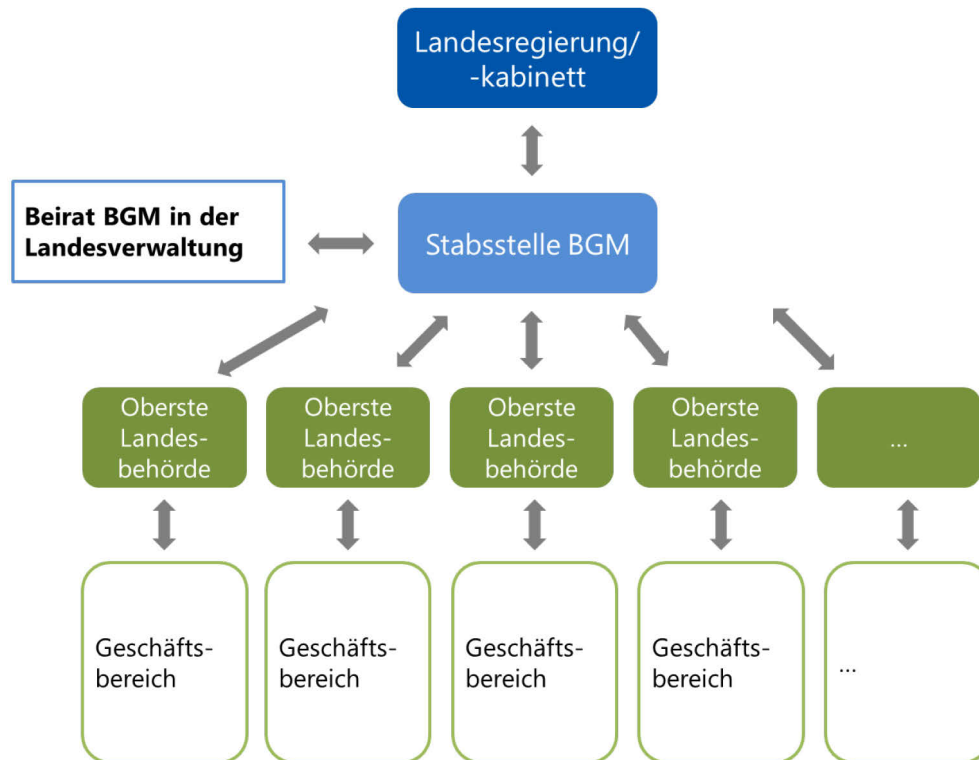 Landesregierung/
-kabinett
Beirat BGM in der
Landesverwaltung
Stabsstelle BGM
Oberste
Landes-
behörde
Oberste
Landes-
behörde
Oberste
Landes-
behörde
Oberste
Landes-
behörde
...
Geschäfts-
bereich
Geschäfts-
bereich
Geschäfts-
bereich
Geschäfts-
bereich
...